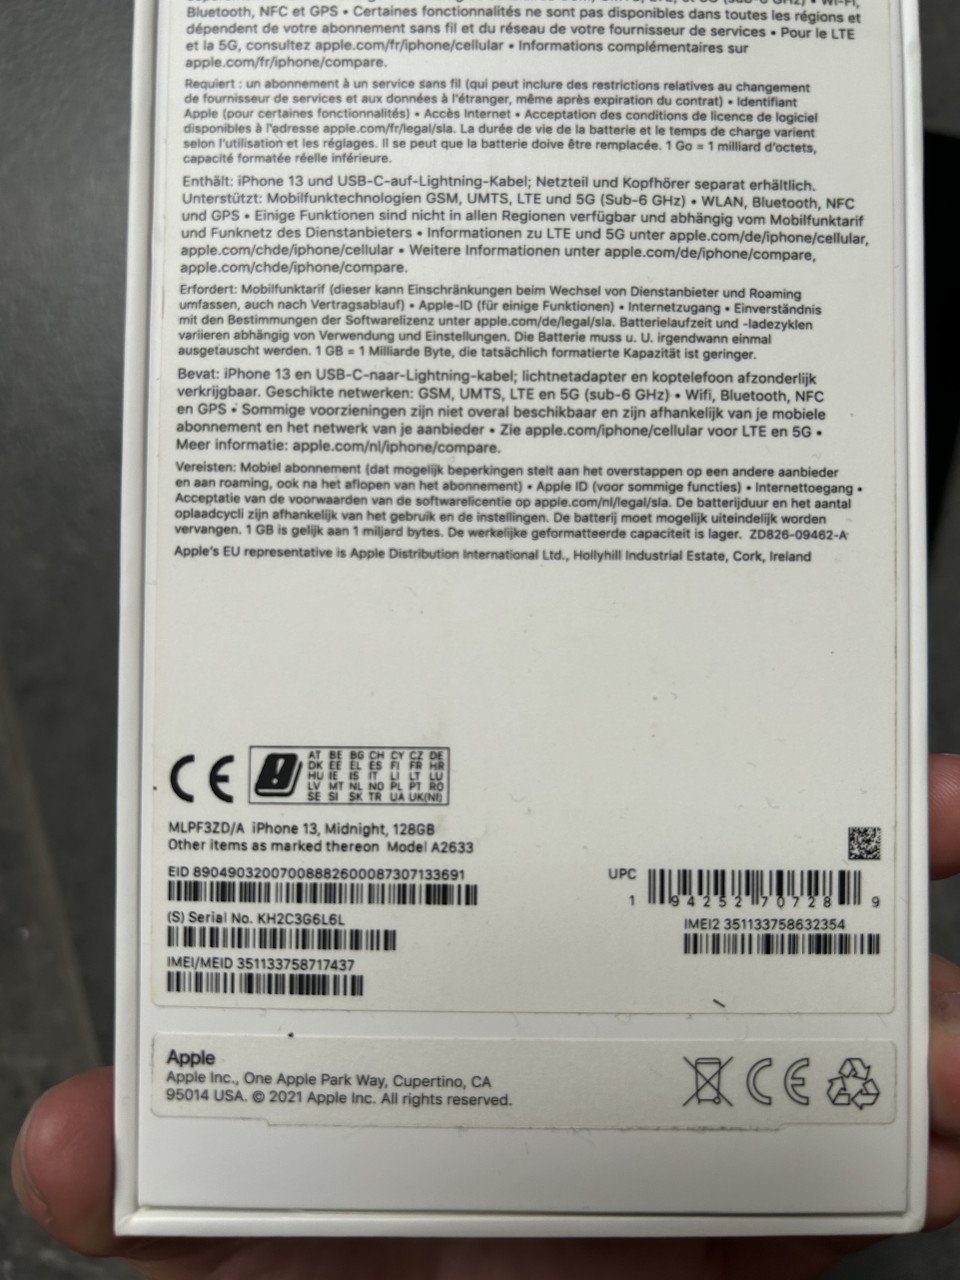 Bluetooth, NFC et GPS • Certaines fonctionnalités ne sont pas disponibles dans toutes les régions et
dépendent de votre abonnement sans fil et du réseau de votre fournisseur de services • Pour le LTE
et la 5G, consultez apple.com/fr/iphone/cellular • Informations complémentaires sur
apple.com/fr/iphone/compare.
Requiert : un abonnement à un service sans fil (qui peut inclure des restrictions relatives au changement
de fournisseur de services et aux données à l'étranger, même après expiration du contrat) • Identifiant
Apple (pour certaines fonctionnalités) • Accès Internet • Acceptation des conditions de licence de logiciel
disponibles à l'adresse apple.com/fr/legal/sla. La durée de vie de la batterie et le temps de charge varient
selon l'utilisation et les réglages. Il se peut que la batterie doive être remplacée. 1 Go = 1 milliard d'octets,
capacité formatée réelle inférieure.
Enthält: iPhone 13 und USB-C-auf-Lightning-Kabel; Netzteil und Kopfhörer separat erhältlich.
Unterstützt: Mobilfunktechnologien GSM, UMTS, LTE und 5G (Sub-6 GHz) • WLAN, Bluetooth, NFC
und GPS • Einige Funktionen sind nicht in allen Regionen verfügbar und abhängig vom Mobilfunktarif
und Funknetz des Dienstanbieters • Informationen zu LTE und 5G unter apple.com/de/iphone/cellular,
apple.com/chde/iphone/cellular • Weitere Informationen unter apple.com/de/iphone/compare,
apple.com/chde/iphone/compare.
Erfordert: Mobilfunktarif (dieser kann Einschränkungen beim Wechsel von Dienstanbieter und Roaming
umfassen, auch nach Vertragsablauf) • Apple-ID (für einige Funktionen) • Internetzugang • Einverständnis
mit den Bestimmungen der Softwarelizenz unter apple.com/de/legal/sla. Batterielaufzeit und -ladezyklen
variieren abhängig von Verwendung und Einstellungen. Die Batterie muss u. U. irgendwann einmal
ausgetauscht werden. 1 GB = 1 Milliarde Byte, die tatsächlich formatierte Kapazität ist geringer.
Bevat: iPhone 13 en USB-C-naar-Lightning-kabel; lichtnetadapter en koptelefoon afzonderlijk
verkrijgbaar. Geschikte netwerken: GSM, UMTS, LTE en 5G (sub-6 GHz) • Wifi, Bluetooth, NFC
en GPS • Sommige voorzieningen zijn niet overal beschikbaar en zijn afhankelijk van je mobiele
abonnement en het netwerk van je aanbieder • Zie apple.com/iphone/cellular voor LTE en 5G •
Meer informatie: apple.com/nl/iphone/compare.
Vereisten: Mobiel abonnement (dat mogelijk beperkingen stelt aan het overstappen op een andere aanbieder
en aan roaming, ook na het aflopen van het abonnement) • Apple ID (voor sommige functies) • Internettoegang •
Acceptatie van de voorwaarden van de softwarelicentie op apple.com/nl/legal/sla. De batterijduur en het aantal
oplaadcycli zijn afhankelijk van het gebruik en de instellingen. De batterij moet mogelijk uiteindelijk worden
vervangen. 1 GB is gelijk aan 1 miljard bytes. De werkelijke geformatteerde capaciteit is lager. ZD826-09462-A
Apple's EU representative is Apple Distribution International Ltd., Hollyhill Industrial Estate, Cork, Ireland
CE
AT BE BG CH CY CZ DE
DK EE EL ES FI FR HR
HU IE IS IT LI LT LU
LV MT NL NO PL PT RO
SE SI SK TR UA UK(NI)
MLPF3ZD/A iPhone 13, Midnight, 128GB
Other items as marked thereon Model A2633
EID 89049032007008882600087307133691
UPC
1 94252 70728 9
(S) Serial No. KH2C3G6L6L
IMEI2 351133758632354
IMEI/MEID 351133758717437
Apple
Apple Inc., One Apple Park Way, Cupertino, CA
95014 USA. © 2021 Apple Inc. All rights reserved.
CE